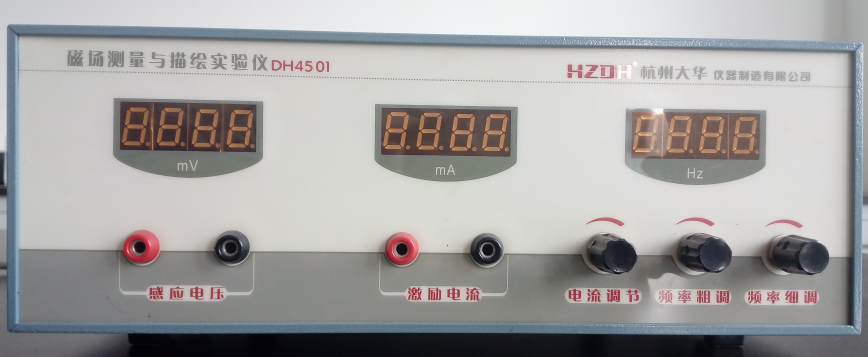 磁场测量与描绘实验仪DH4501
HZDH® 杭州大华 仪器制造有限公司
8.8.8.8.
8.8.8.8.
8.8.8.8.
mV
mA
Hz
感应电压
激励电流
电流调节
频率粗调
频率细调